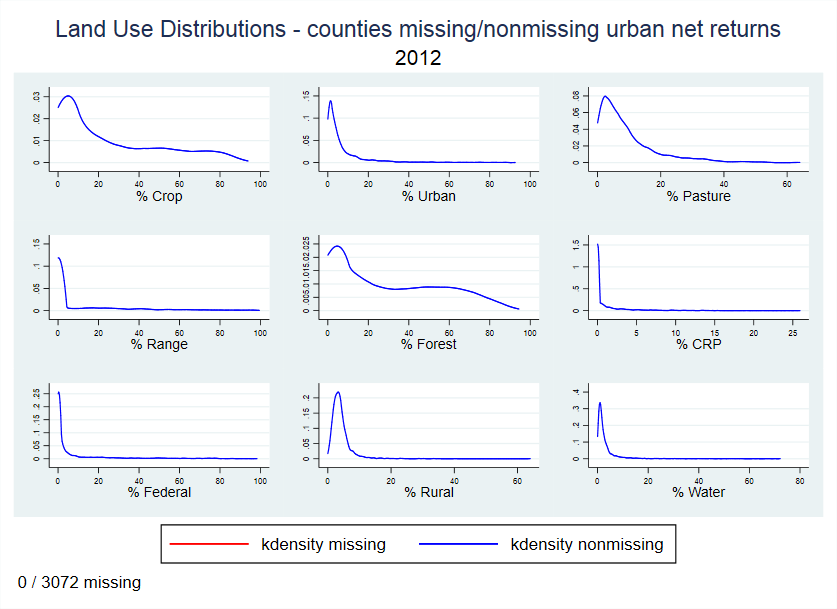 Land Use Distributions - counties missing/nonmissing urban net returns
2012
0 .01 .02 .03
0 20 40 60 80 100
% Crop
0 .05 .1 .15
0 20 40 60 80 100
% Urban
0 .02 .04 .06 .08
0 20 40 60
% Pasture
0 .05 .1 .15
0 20 40 60 80 100
% Range
0 .005.01.015.02.025
0 20 40 60 80 100
% Forest
0 .5 1 1.5
0 5 10 15 20 25
% CRP
0 .05 .1 .15 .2 .25
0 20 40 60 80 100
% Federal
0 .05 .1 .15 .2
0 20 40 60
% Rural
0 .1 .2 .3 .4
0 20 40 60 80
% Water
kdensity missing kdensity nonmissing
0 / 3072 missing